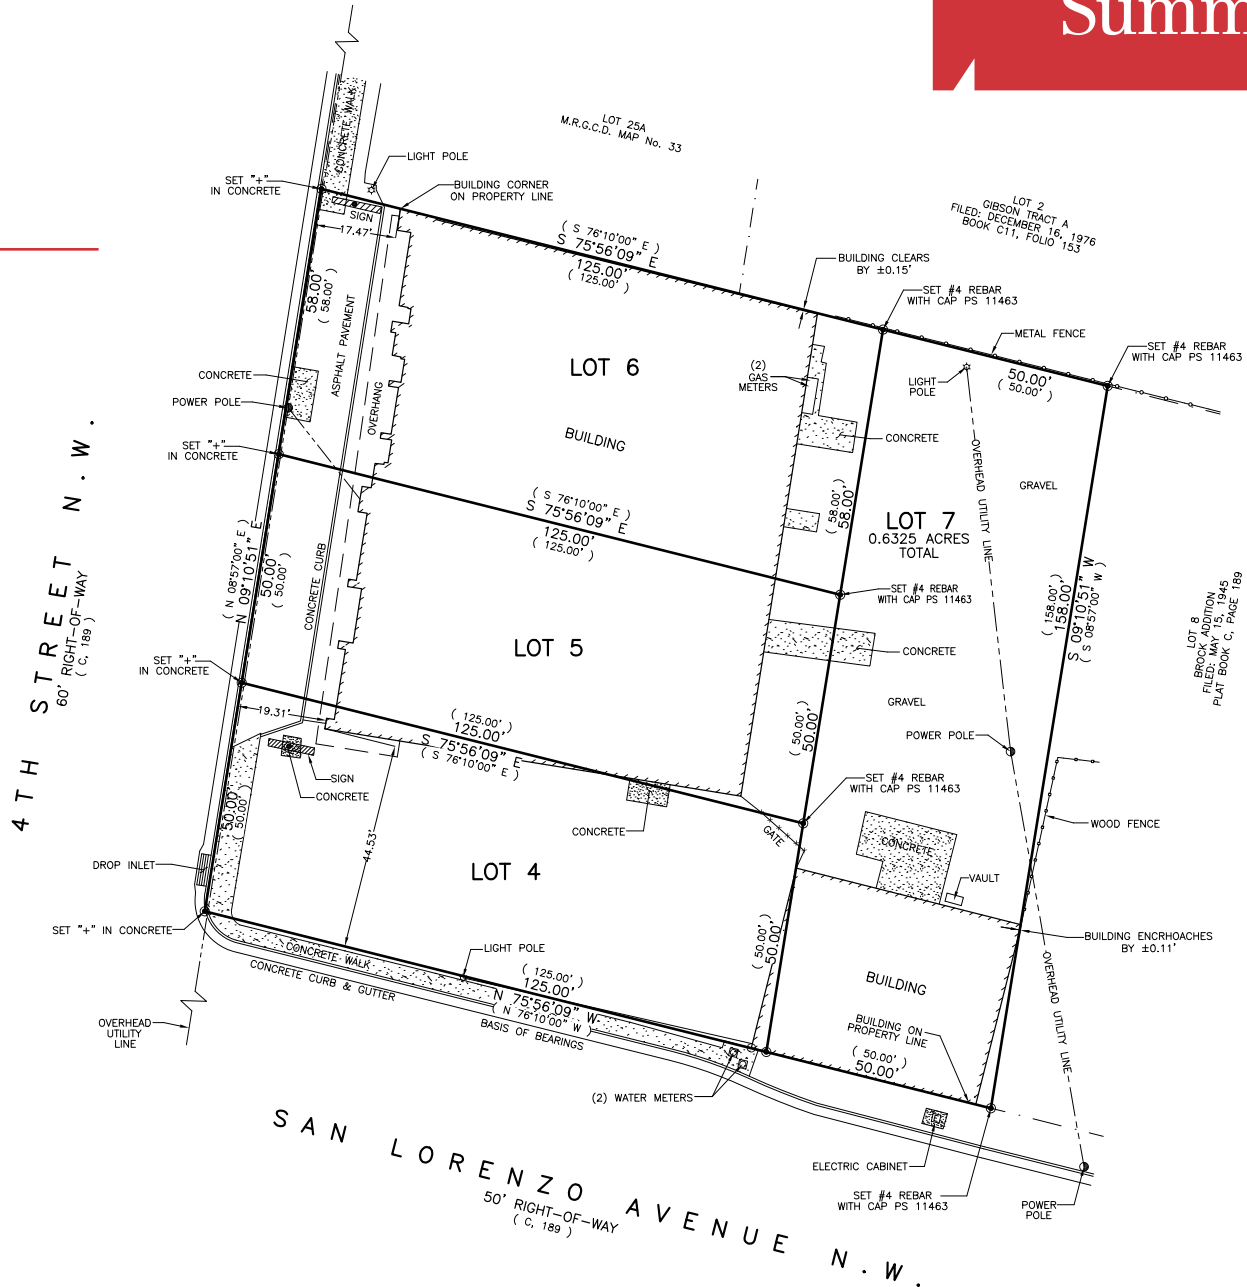 Summ
LOT 25A
M.R.G.C.D. MAP No. 33
LOT 2
GIBSON TRACT A
FILED: DECEMBER 16, 1976
BOOK C11, FOLIO 153
CONCRETE WALK
LIGHT POLE
SET "+"
IN CONCRETE
BUILDING CORNER
ON PROPERTY LINE
SIGN
17.47'
( S 76°10'00" E )
S 75°56'09" E
125.00'
( 125.00' )
BUILDING CLEARS
BY ±0.15'
SET #4 REBAR
WITH CAP PS 11463
METAL FENCE
SET #4 REBAR
WITH CAP PS 11463
58.00'
( 58.00' )
ASPHALT PAVEMENT
OVERHANG
LOT 6
BUILDING
(2)
GAS
METERS
LIGHT
POLE
50.00'
( 50.00' )
CONCRETE
POWER POLE
SET "+"
IN CONCRETE
CONCRETE
OVERHEAD UTILITY LINE
GRAVEL
( S 76°10'00" E )
S 75°56'09" E
125.00'
( 125.00' )
( 58.00' )
58.00'
LOT 7
0.6325 ACRES
TOTAL
4TH STREET N.W.
60' RIGHT-OF-WAY
( C, 189 )
( N 08°57'00" E )
N 09°10'51" E
50.00'
( 50.00' )
CONCRETE CURB
SET #4 REBAR
WITH CAP PS 11463
( 158.00' )
158.00'
S 09°10'51" W
( S 08°57'00" W )
LOT 8
BROCK ADDITION
FILED: MAY 15, 1945
PLAT BOOK C, PAGE 189
SET "+"
IN CONCRETE
LOT 5
CONCRETE
GRAVEL
19.31'
( 125.00' )
125.00'
S 75°56'09" E
( S 76°10'00" E )
( 50.00' )
50.00'
POWER POLE
SIGN
CONCRETE
SET #4 REBAR
WITH CAP PS 11463
50.00'
( 50.00' )
44.53'
CONCRETE
GATE
CONCRETE
WOOD FENCE
DROP INLET
LOT 4
VAULT
SET "+" IN CONCRETE
CONCRETE WALK
CONCRETE CURB & GUTTER
LIGHT POLE
( 125.00' )
125.00'
N 75°56'09" W
( N 76°10'00" W )
BASIS OF BEARINGS
( 50.00' )
50.00'
BUILDING ENCRHOACHES
BY ±0.11'
BUILDING
BUILDING ON
PROPERTY LINE
OVERHEAD UTILITY LINE
( 50.00' )
50.00'
OVERHEAD
UTILITY
LINE
(2) WATER METERS
E
ELECTRIC CABINET
SET #4 REBAR
WITH CAP PS 11463
POWER
POLE
SAN LORENZO AVENUE N.W.
50' RIGHT-OF-WAY
( C, 189 )